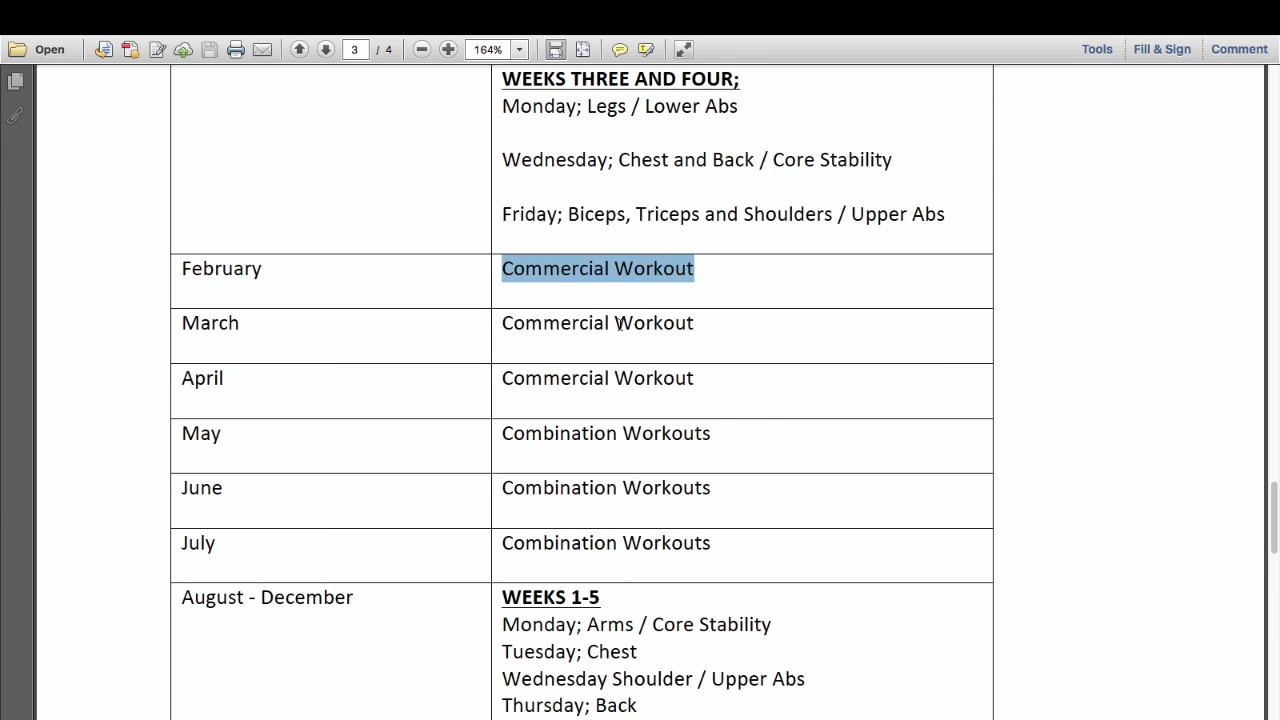 Open
3 / 4
164%
Tools
Fill & Sign
Comment
WEEKS THREE AND FOUR;
Monday; Legs / Lower Abs
Wednesday; Chest and Back / Core Stability
Friday; Biceps, Triceps and Shoulders / Upper Abs
February
Commercial Workout
March
Commercial Workout
April
Commercial Workout
May
Combination Workouts
June
Combination Workouts
July
Combination Workouts
August - December
WEEKS 1-5
Monday; Arms / Core Stability
Tuesday; Chest
Wednesday Shoulder / Upper Abs
Thursday; Back